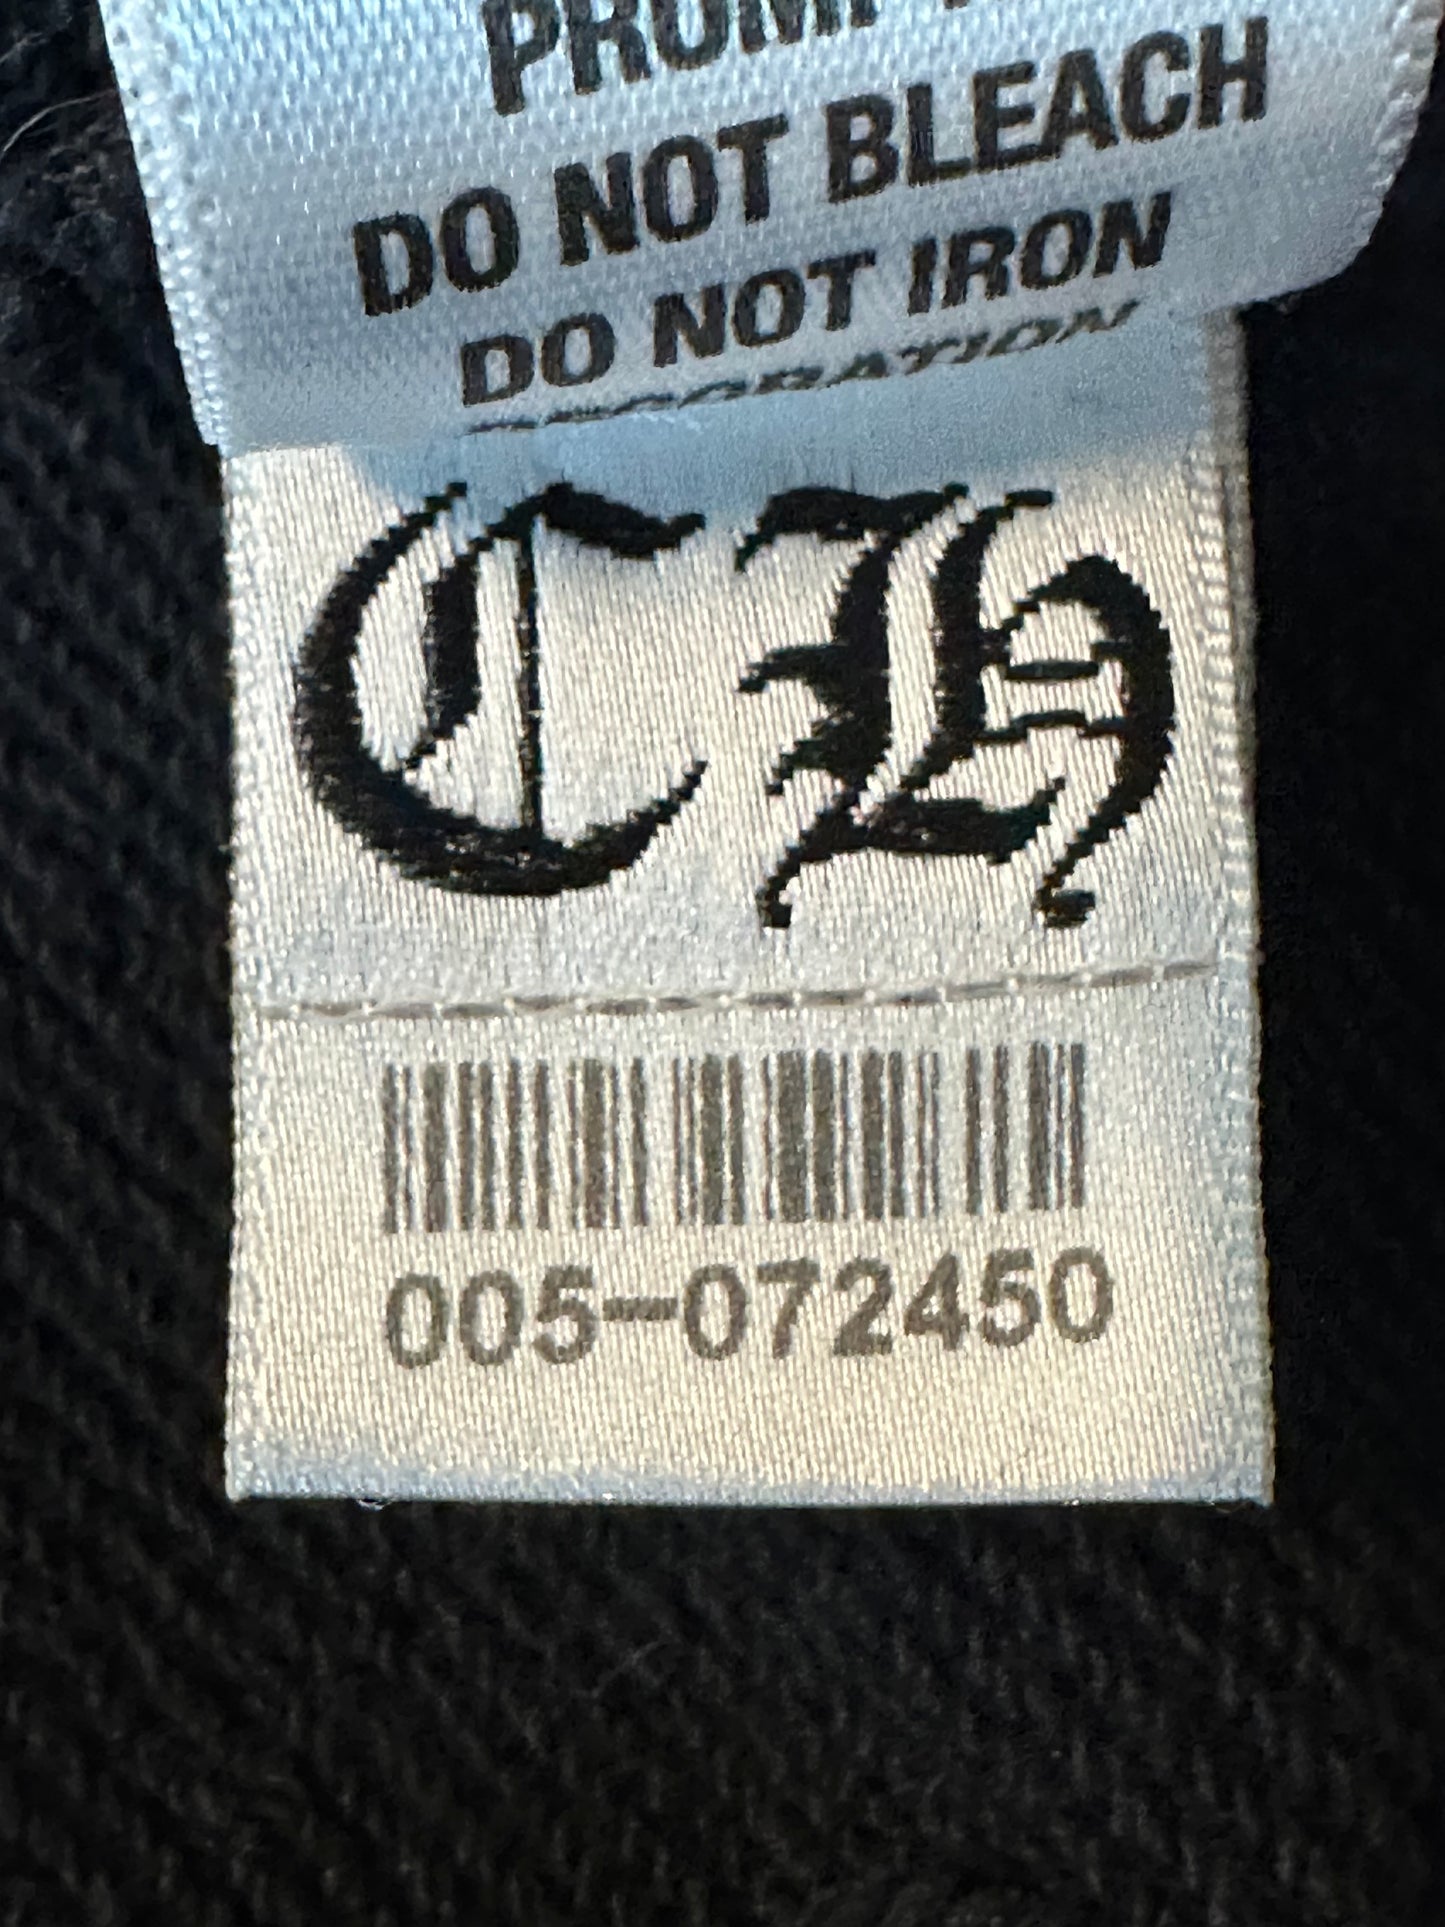 DO NOT BLEACH
DO NOT IRON
CH
005-072450